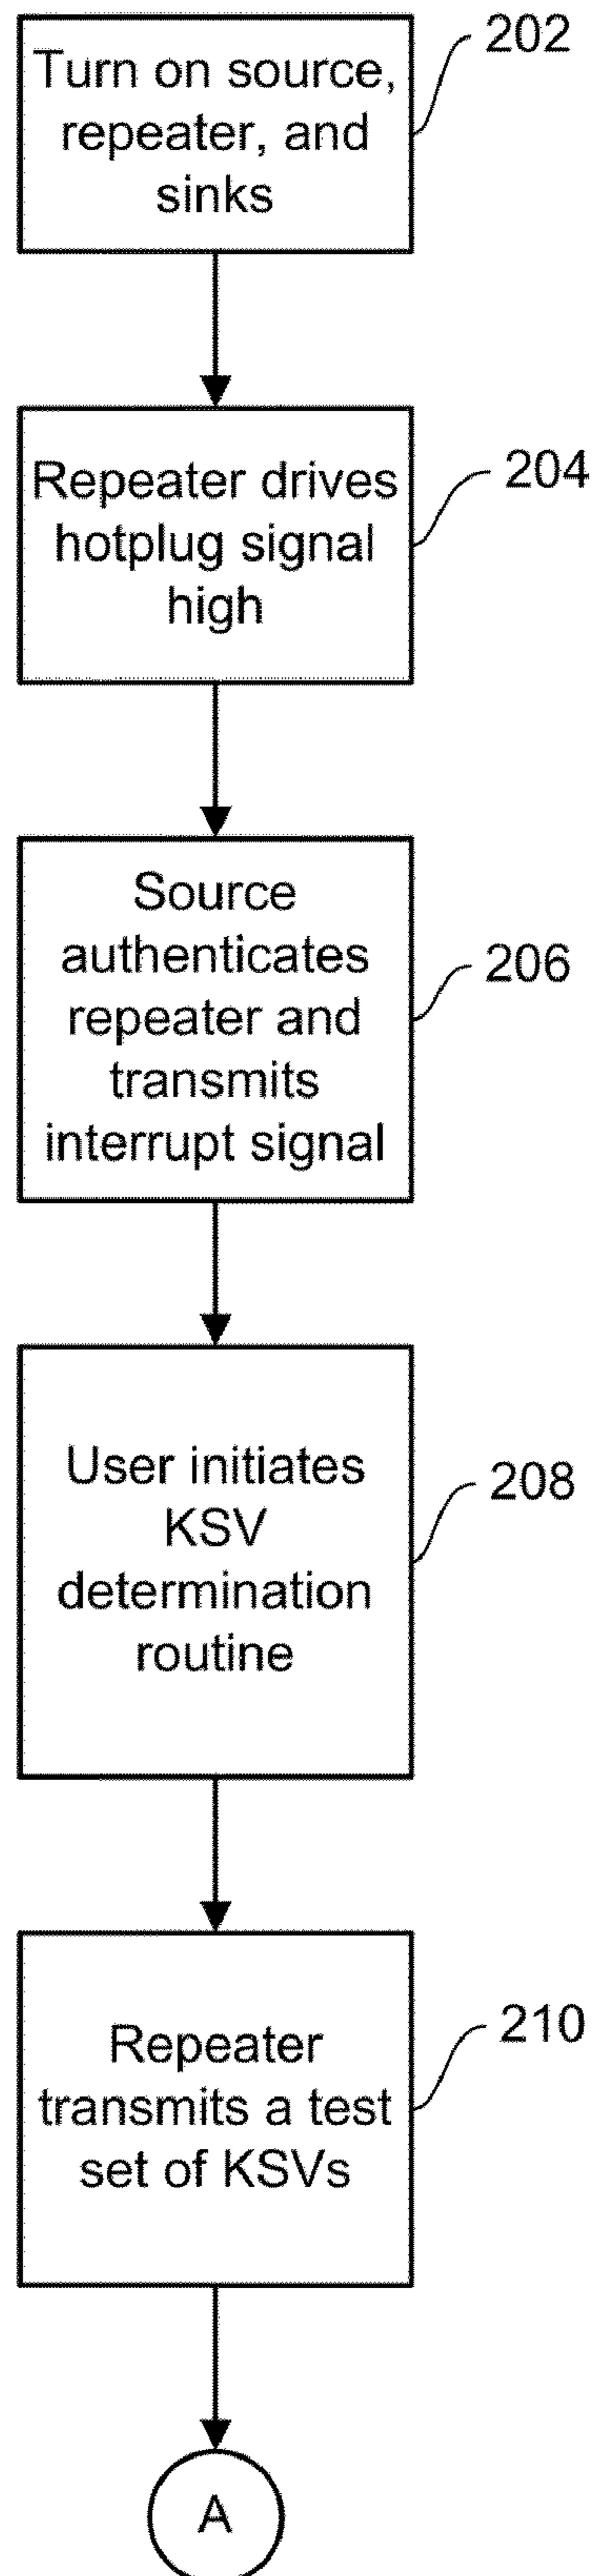 202
Turn on source,
repeater, and
sinks
204
Repeater drives
hotplug signal
high
206
Source
authenticates
repeater and
transmits
interrupt signal
208
User initiates
KSV
determination
routine
210
Repeater
transmits a test
set of KSVs
A